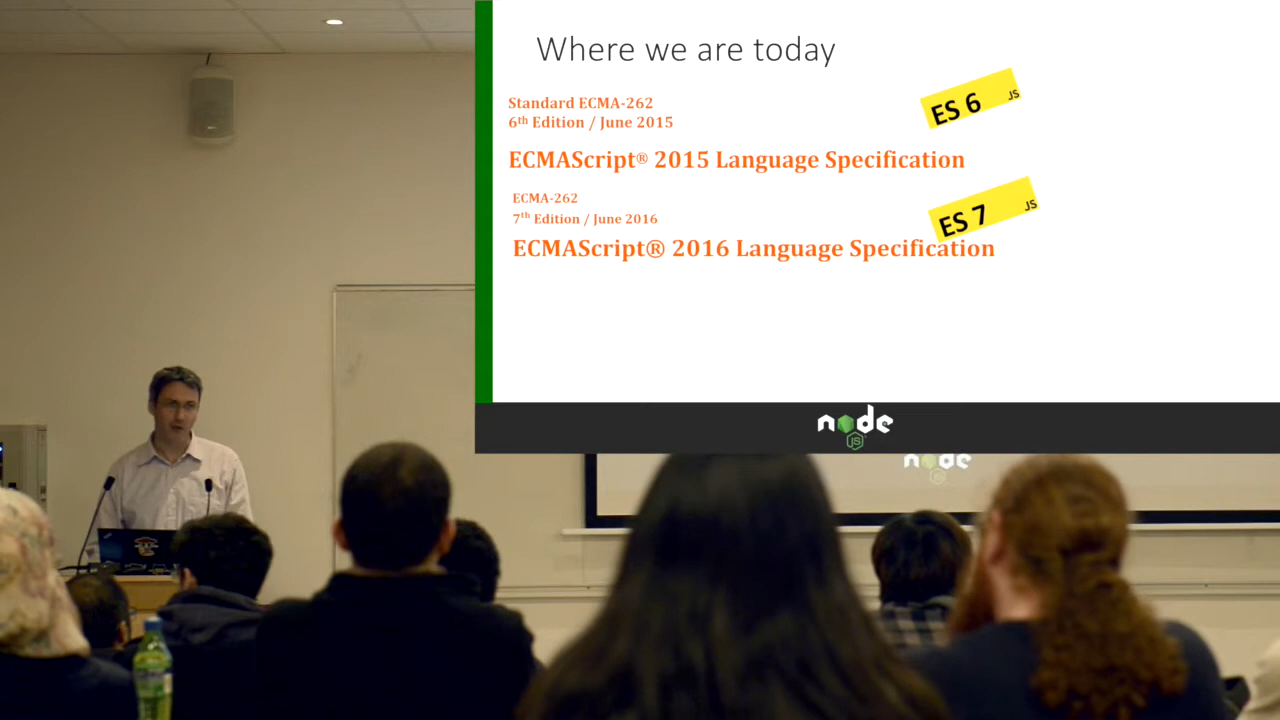 Where we are today
Standard ECMA-262
6th Edition / June 2015
ES 6 JS
ECMAScript® 2015 Language Specification
ECMA-262
7th Edition / June 2016
ES 7 JS
ECMAScript® 2016 Language Specification
node
JS
node